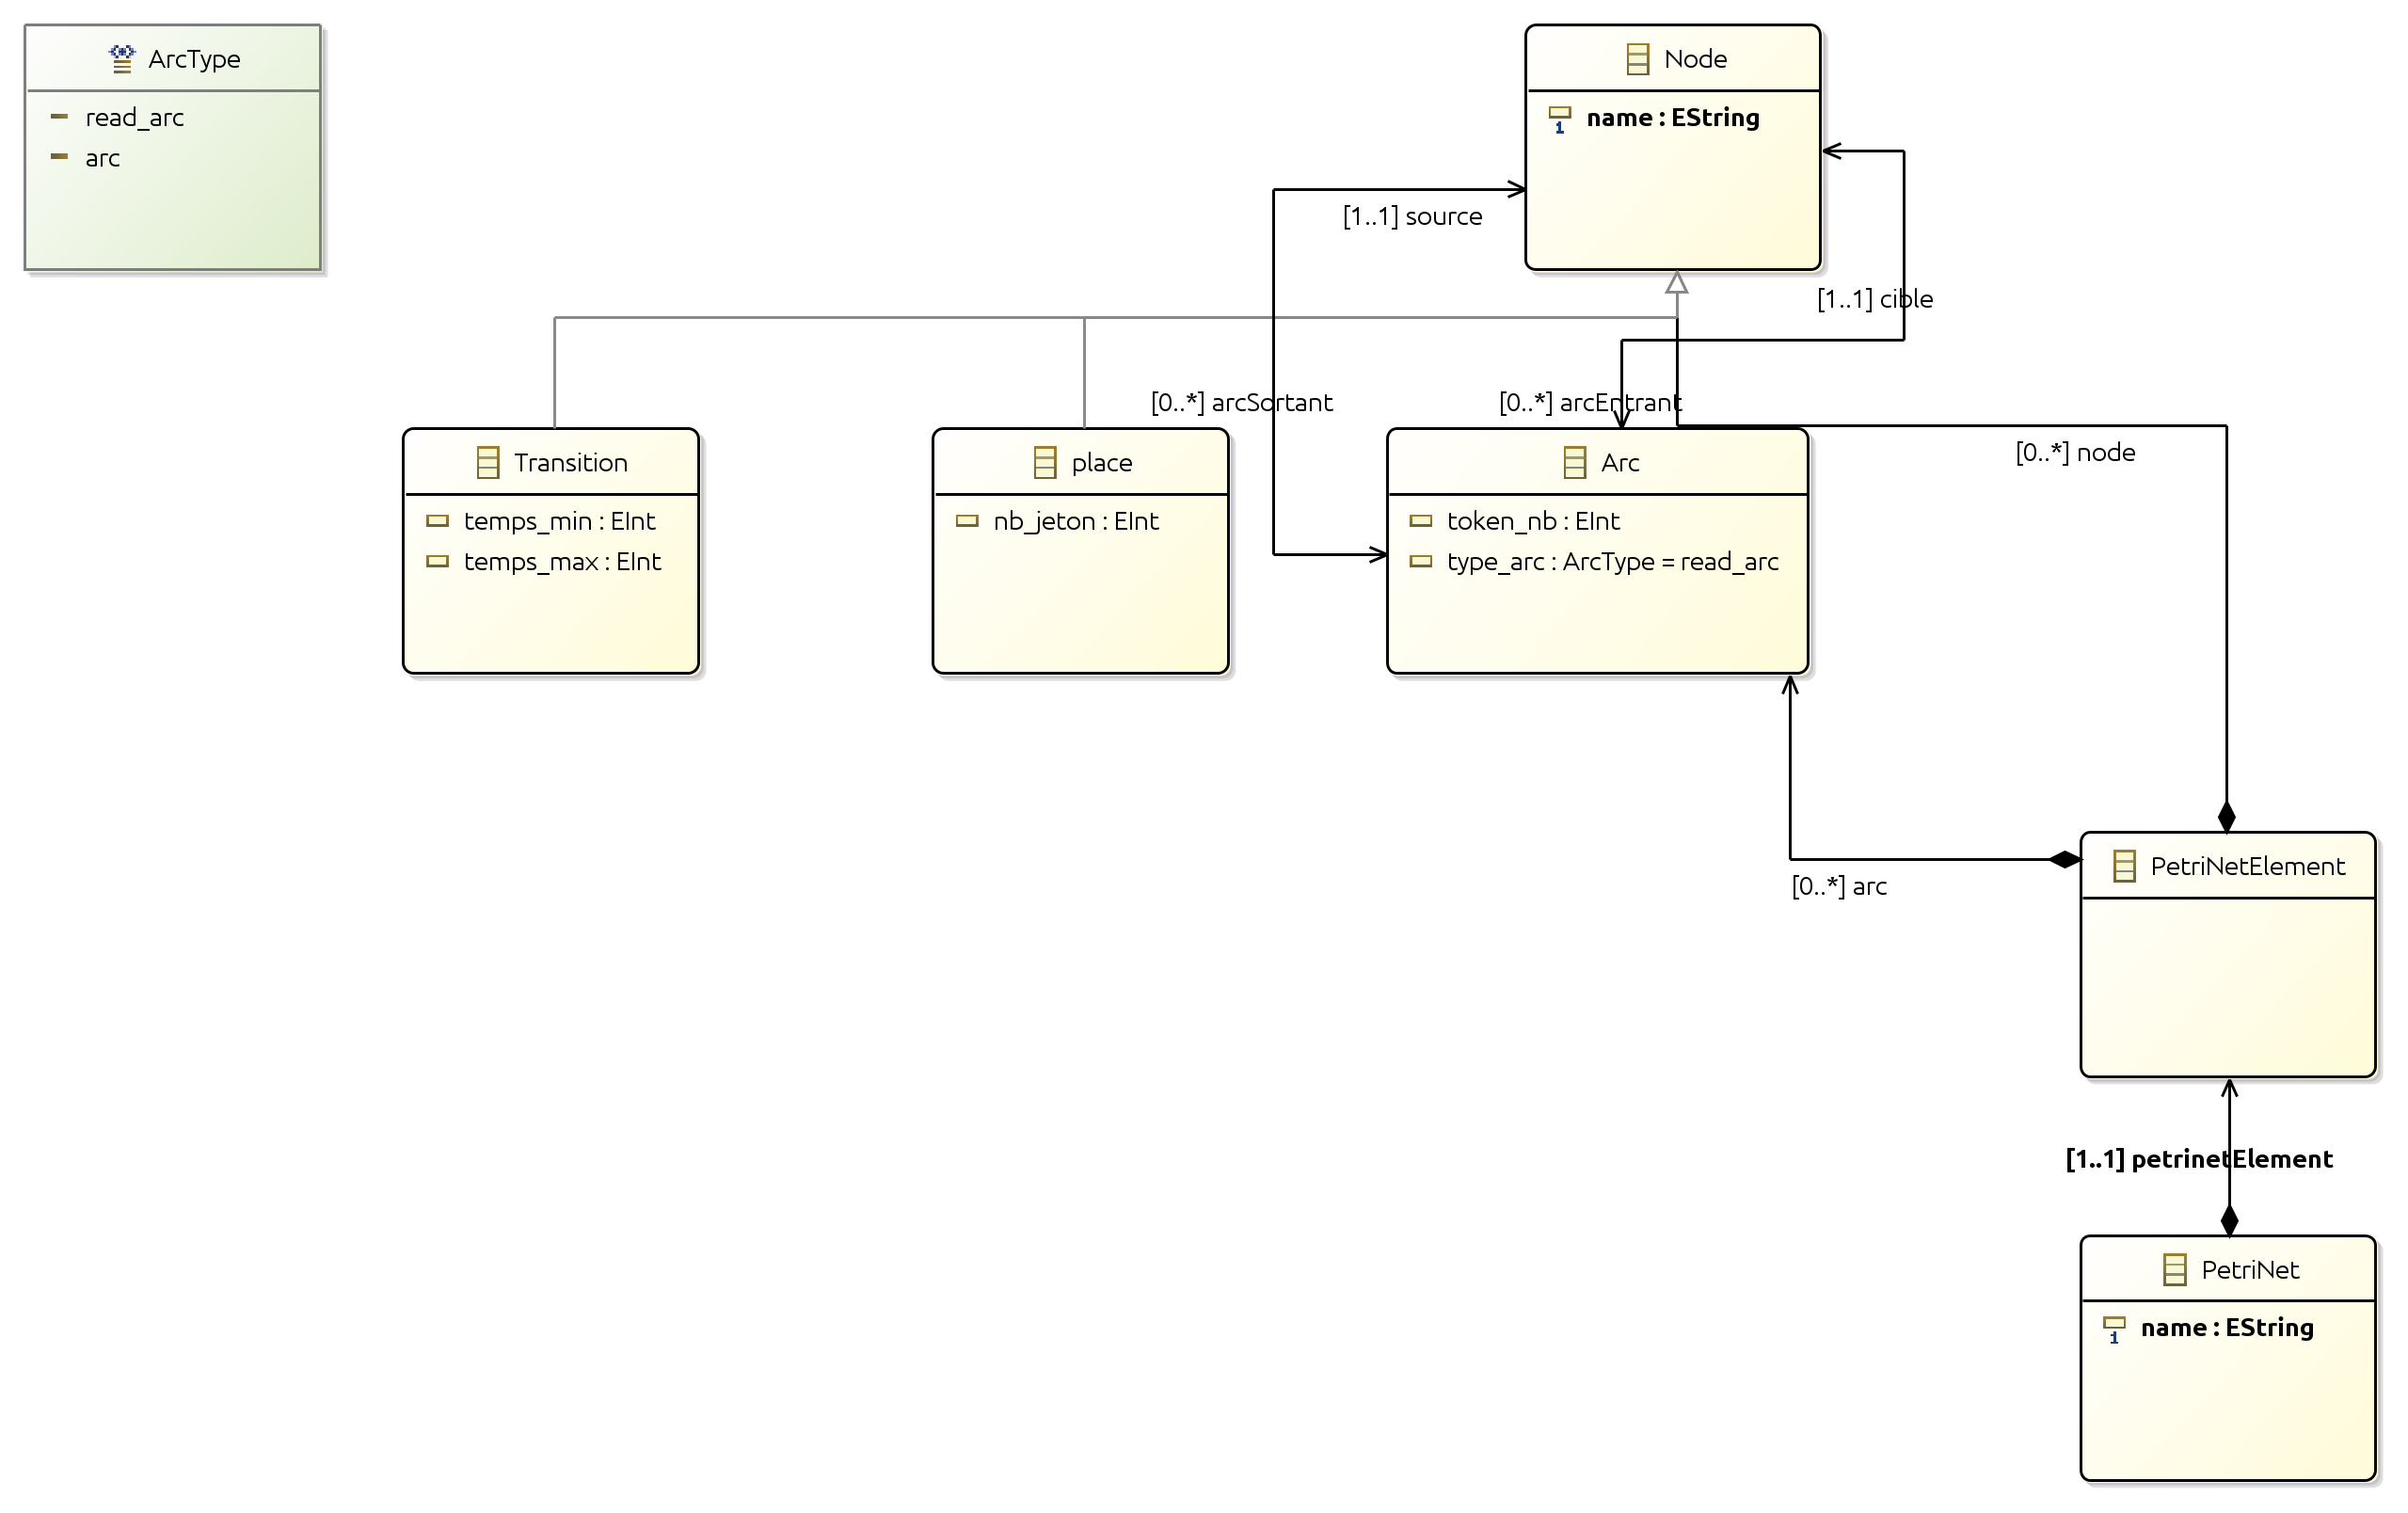 ArcType
read_arc
arc
Node
1
name : EString
[1..1] source
[1..1] cible
[0..*] arcSortant
[0..*] arcEntrant
[0..*] node
Transition
temps_min : EInt
temps_max : EInt
place
nb_jeton : EInt
Arc
token_nb : EInt
type_arc : ArcType = read_arc
[0..*] arc
PetriNetElement
[1..1] petrinetElement
PetriNet
1
name : EString